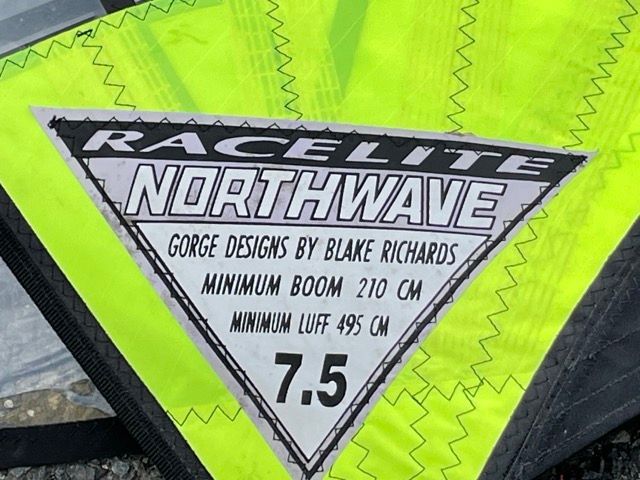 RACELITE
NORTHWAVE
GORGE DESIGNS BY BLAKE RICHARDS
MINIMUM BOOM 210 CM
MINIMUM LUFF 495 CM
7.5